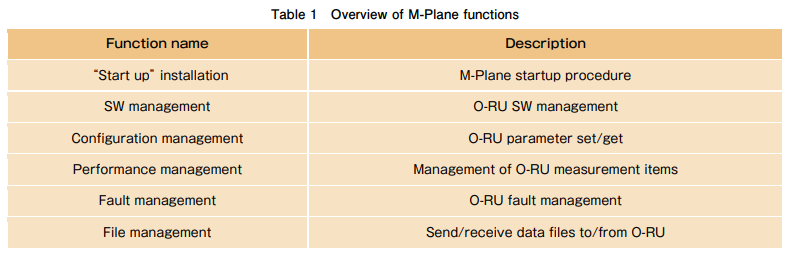 Table 1 Overview of M-Plane functions
Function name Description
“Start up” installation M-Plane startup procedure
SW management O-RU SW management
Configuration management O-RU parameter set/get
Performance management Management of O-RU measurement items
Fault management O-RU fault management
File management Send/receive data files to/from O-RU